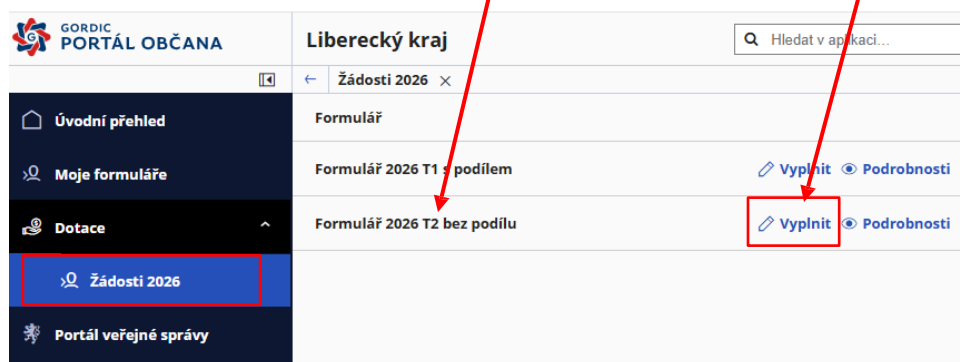 GORDIC
PORTÁL OBČANA
Liberecký kraj
Hledat v aplikaci...
← Žádosti 2026 ×
Úvodní přehled
Formulář
Moje formuláře
Formulář 2026 T1 s podílem Vyplnit Podrobnosti
Dotace
Formulář 2026 T2 bez podílu Vyplnit Podrobnosti
Žádosti 2026
Portál veřejné správy